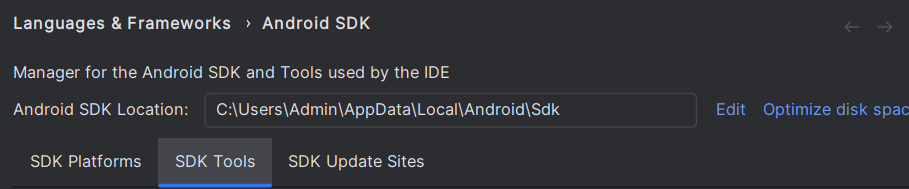 Languages & Frameworks › Android SDK
Manager for the Android SDK and Tools used by the IDE
Android SDK Location: C:\Users\Admin\AppData\Local\Android\Sdk Edit Optimize disk spac
SDK Platforms SDK Tools SDK Update Sites